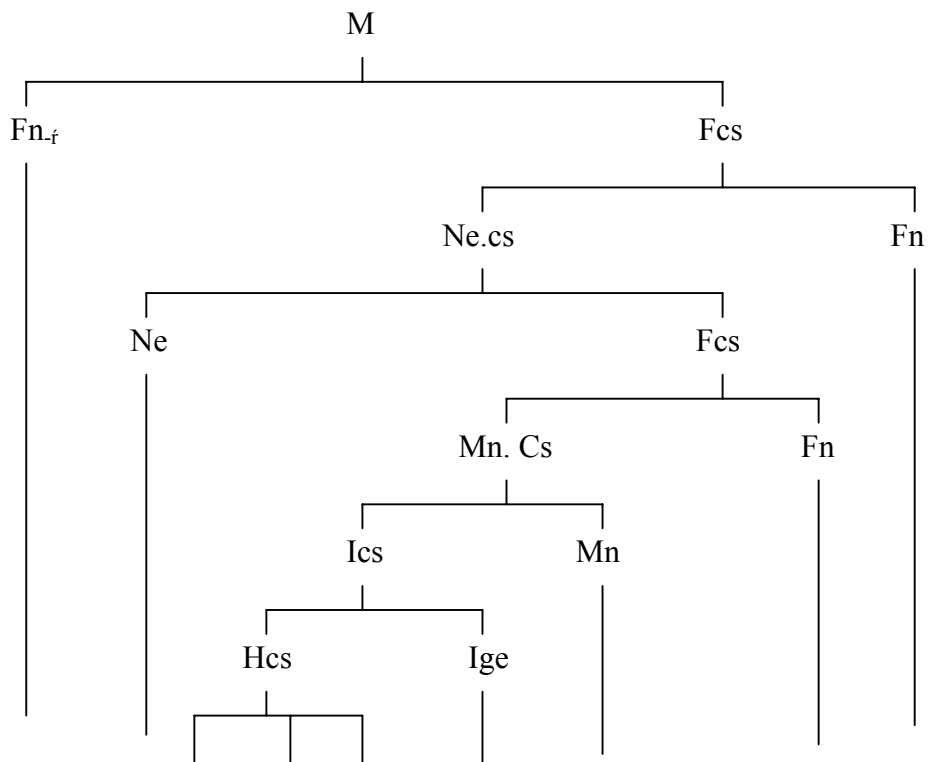 M
Fn-ŕ Fcs
Ne.cs Fn
Ne Fcs
Mn. Cs Fn
Ics Mn
Hcs Ige